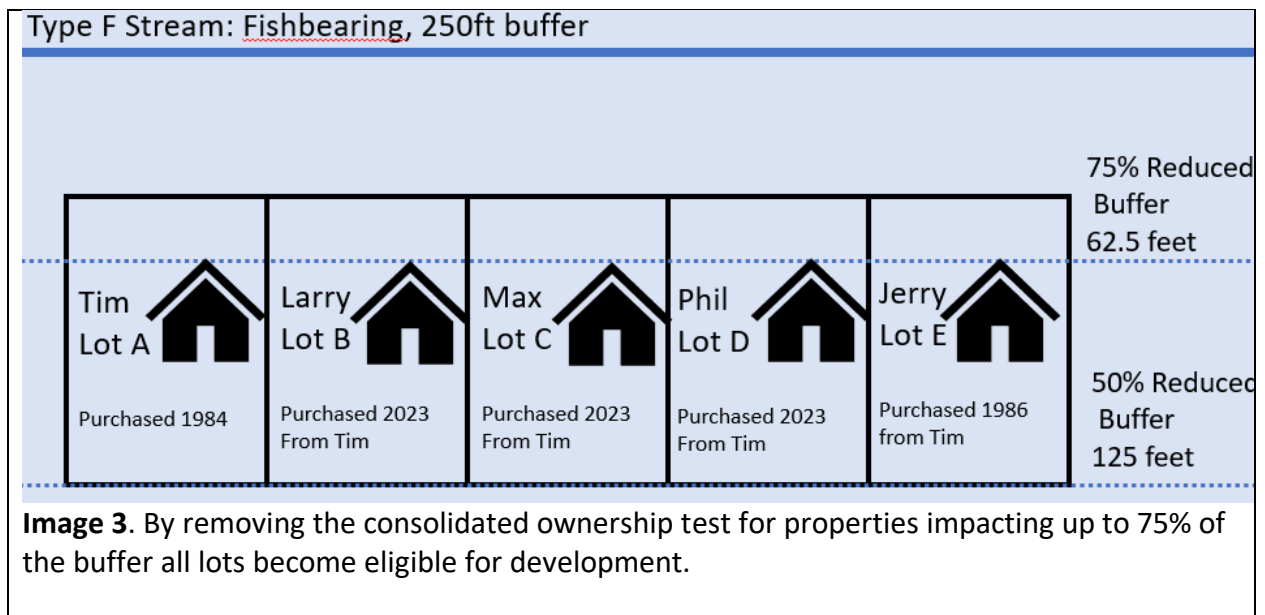 Type F Stream: Fishbearing, 250ft buffer
75% Reduced
Buffer
62.5 feet
Tim
Lot A
Purchased 1984
Larry
Lot B
Purchased 2023
From Tim
Max
Lot C
Purchased 2023
From Tim
Phil
Lot D
Purchased 2023
From Tim
Jerry
Lot E
Purchased 1986
from Tim
50% Reduced
Buffer
125 feet
Image 3. By removing the consolidated ownership test for properties impacting up to 75% of
the buffer all lots become eligible for development.